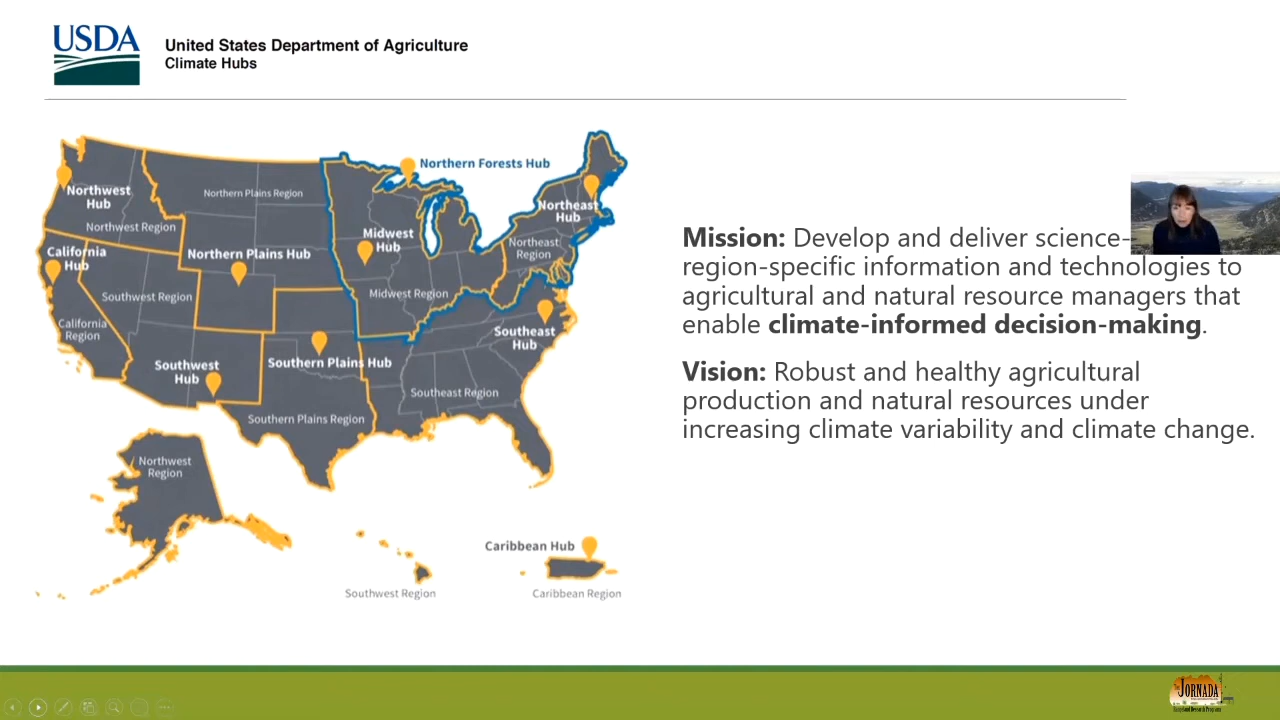 USDA
United States Department of Agriculture
Climate Hubs
Northern Forests Hub
Northwest
Hub
Northern Plains Region
Northeast
Hub
Northwest Region
Midwest
Hub
California
Hub
Northern Plains Hub
Northeast
Region
Southwest Region
Midwest Region
California
Region
Southeast
Hub
Southwest
Hub
Southern Plains Hub
Southeast Region
Southern Plains Region
Northwest
Region
Caribbean Hub
Southwest Region
Caribbean Region
Mission: Develop and deliver science-
region-specific information and technologies to
agricultural and natural resource managers that
enable climate-informed decision-making.
Vision: Robust and healthy agricultural
production and natural resources under
increasing climate variability and climate change.
JORNADA